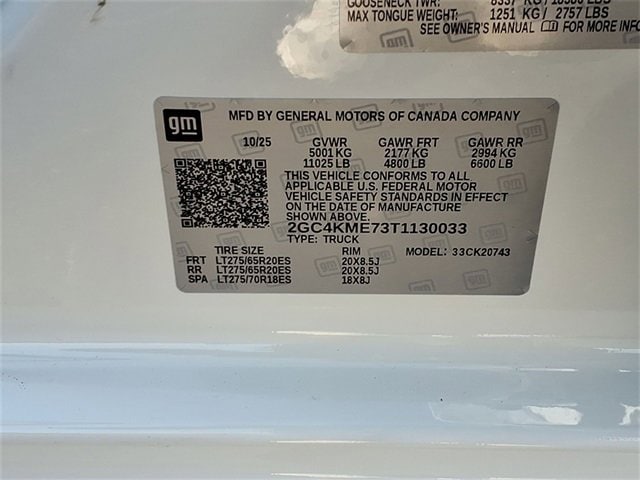 GOOSENECK TWR: 8337 KG / 18380 LBS
MAX TONGUE WEIGHT: 1251 KG / 2757 LBS
SEE OWNER'S MANUAL FOR MORE INFO
gm
MFD BY GENERAL MOTORS OF CANADA COMPANY
10/25 GVWR GAWR FRT GAWR RR
5001 KG 2177 KG 2994 KG
11025 LB 4800 LB 6600 LB
THIS VEHICLE CONFORMS TO ALL
APPLICABLE U.S. FEDERAL MOTOR
VEHICLE SAFETY STANDARDS IN EFFECT
ON THE DATE OF MANUFACTURE
SHOWN ABOVE.
2GC4KME73T1130033
TYPE: TRUCK
TIRE SIZE RIM MODEL: 33CK20743
FRT LT275/65R20ES 20X8.5J
RR LT275/65R20ES 20X8.5J
SPA LT275/70R18ES 18X8J